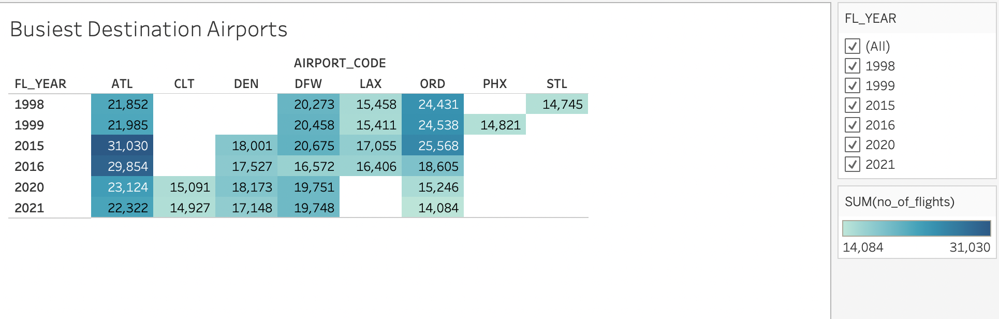 Busiest Destination Airports
AIRPORT_CODE
FL_YEAR ATL CLT DEN DFW LAX ORD PHX STL
1998 21,852 20,273 15,458 24,431 14,745
1999 21,985 20,458 15,411 24,538 14,821
2015 31,030 18,001 20,675 17,055 25,568
2016 29,854 17,527 16,572 16,406 18,605
2020 23,124 15,091 18,173 19,751 15,246
2021 22,322 14,927 17,148 19,748 14,084
FL_YEAR
(All)
1998
1999
2015
2016
2020
2021
SUM(no_of_flights)
14,084 31,030